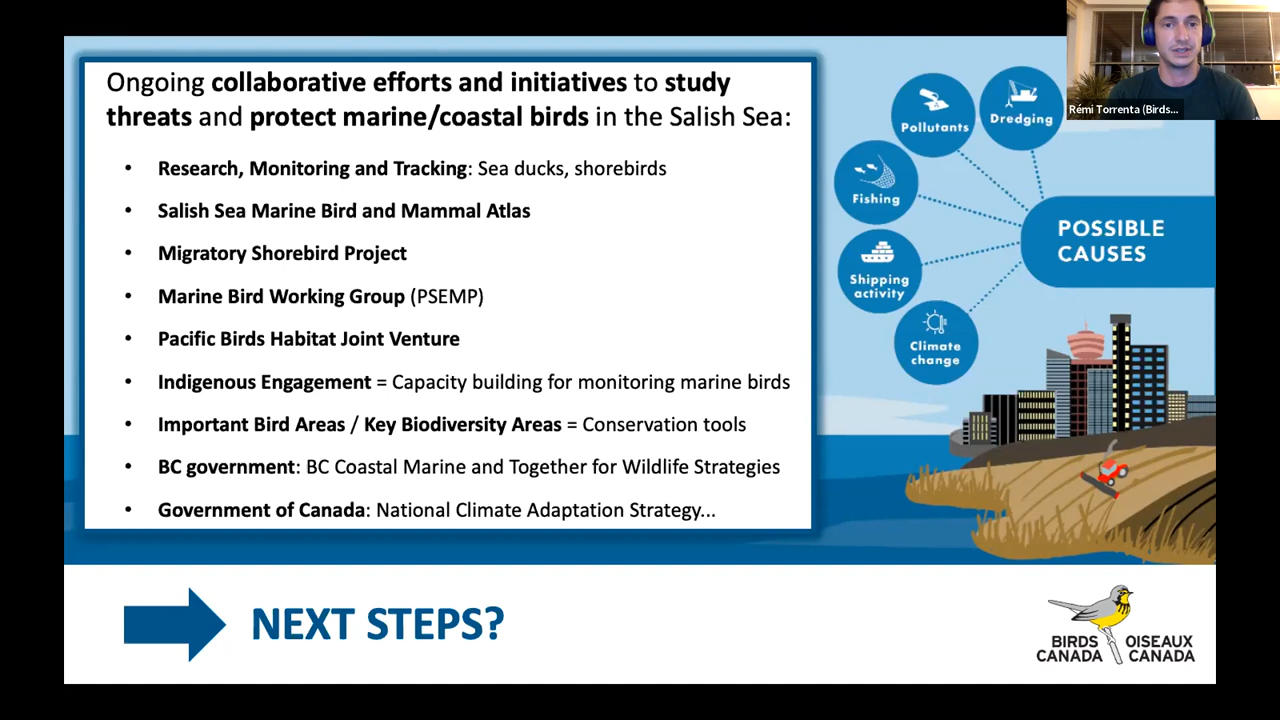 Ongoing collaborative efforts and initiatives to study
threats and protect marine/coastal birds in the Salish Sea:
• Research, Monitoring and Tracking: Sea ducks, shorebirds
• Salish Sea Marine Bird and Mammal Atlas
• Migratory Shorebird Project
• Marine Bird Working Group (PSEMP)
• Pacific Birds Habitat Joint Venture
• Indigenous Engagement = Capacity building for monitoring marine birds
• Important Bird Areas / Key Biodiversity Areas = Conservation tools
• BC government: BC Coastal Marine and Together for Wildlife Strategies
• Government of Canada: National Climate Adaptation Strategy...
Pollutants
Dredging
Fishing
Shipping
activity
Climate
change
POSSIBLE
CAUSES
Rémi Torrenta (Birds...
NEXT STEPS?
BIRDS
CANADA
OISEAUX
CANADA